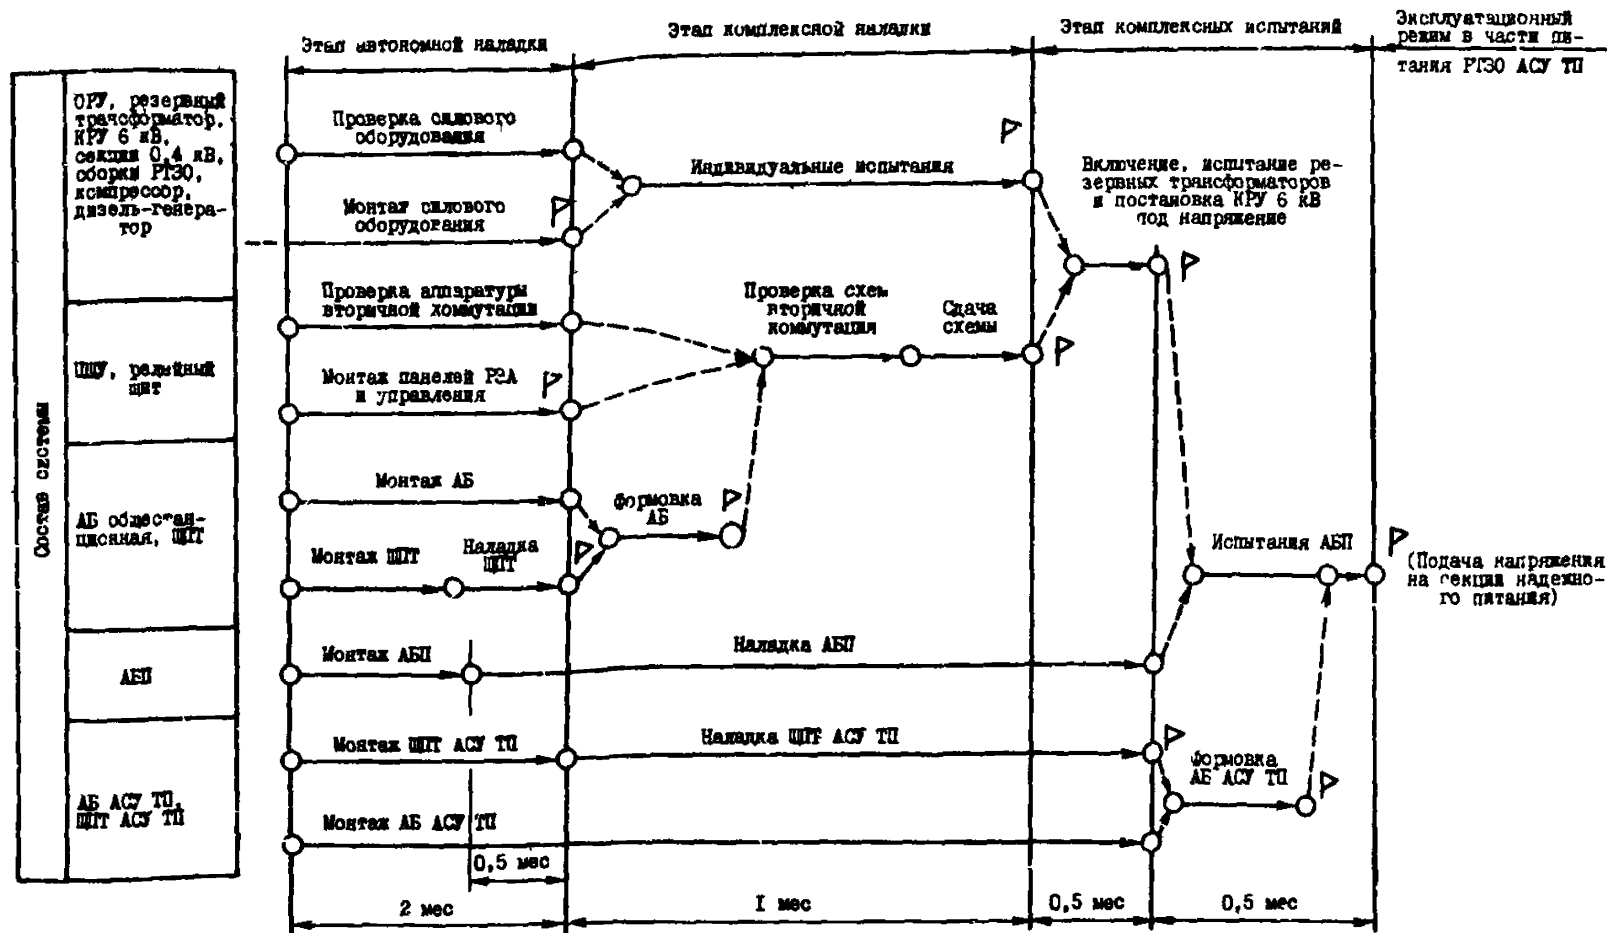 Этап автономной наладки
Этап комплексной наладки
Этап комплексных испытаний
Эксплуатационный
режим в части пи-
тания РТЗО АСУ ТП
Состав системы
ОРУ, резервный
трансформатор,
КРУ 6 кВ,
секции 0,4 кВ,
сборки РТЗО,
компрессор,
дизель-генера-
тор
Проверка силового
оборудования
Индивидуальные испытания
Включение, испытание ре-
зервных трансформаторов
и постановка КРУ 6 кВ
под напряжение
Монтаж силового
оборудования
Проверка аппаратуры
вторичной коммутации
Проверка схем
вторичной
коммутации
Сдача
схемы
БЩУ, релейный
щит
Монтаж панелей РЗА
и управления
Монтаж АБ
Формовка
АБ
АБ общестан-
ционная, ЩПТ
Монтаж ЩПТ
Наладка
ЩПТ
Испытания АБП
(Подача напряжения
на секции надежно-
го питания)
АБП
Монтаж АБП
Наладка АБП
Монтаж ЩПТ АСУ ТП
Наладка ЩПТ АСУ ТП
Формовка
АБ АСУ ТП
АБ АСУ ТП,
ЩПТ АСУ ТП
Монтаж АБ АСУ ТП
0,5 мес
2 мес
I мес
0,5 мес
0,5 мес